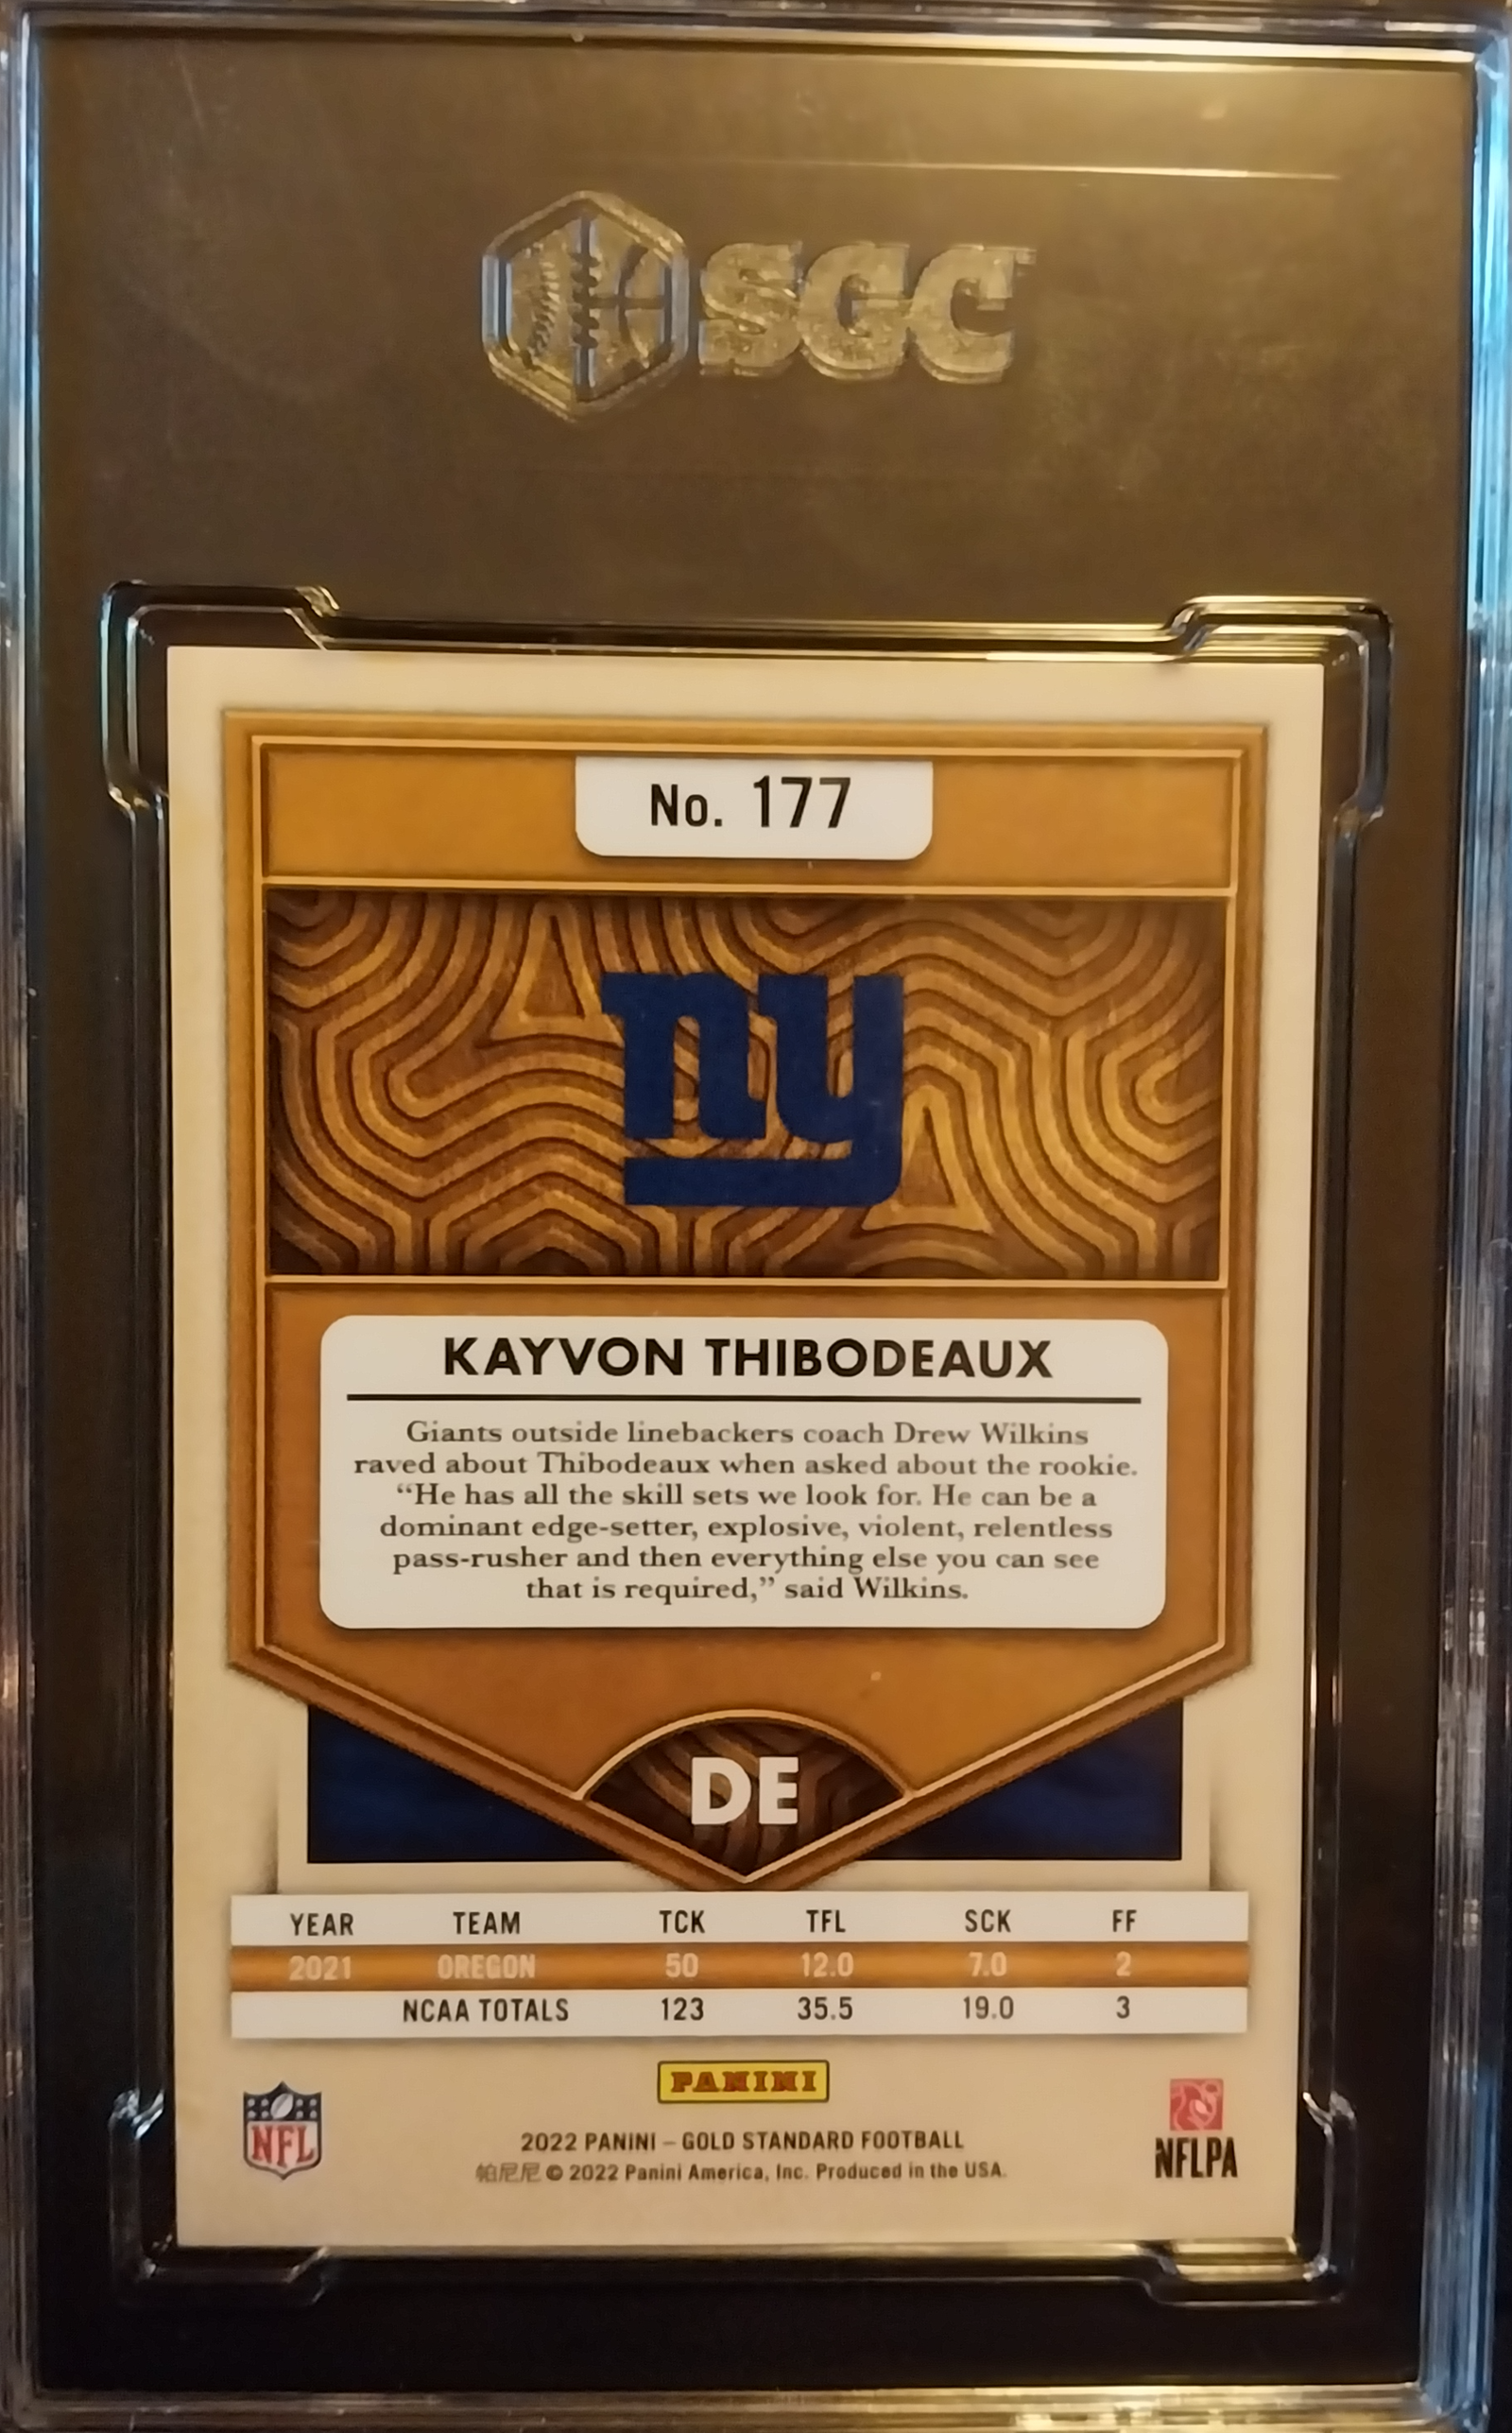 SGC
No. 177
ny
KAYVON THIBODEAUX
Giants outside linebackers coach Drew Wilkins
raved about Thibodeaux when asked about the rookie.
“He has all the skill sets we look for. He can be a
dominant edge-setter, explosive, violent, relentless
pass-rusher and then everything else you can see
that is required,” said Wilkins.
DE
YEAR TEAM TCK TFL SCK FF
2021 OREGON 50 12.0 7.0 2
NCAA TOTALS 123 35.5 19.0 3
PANINI
NFL
2022 PANINI – GOLD STANDARD FOOTBALL
帕尼尼 © 2022 Panini America, Inc. Produced in the USA.
NFLPA